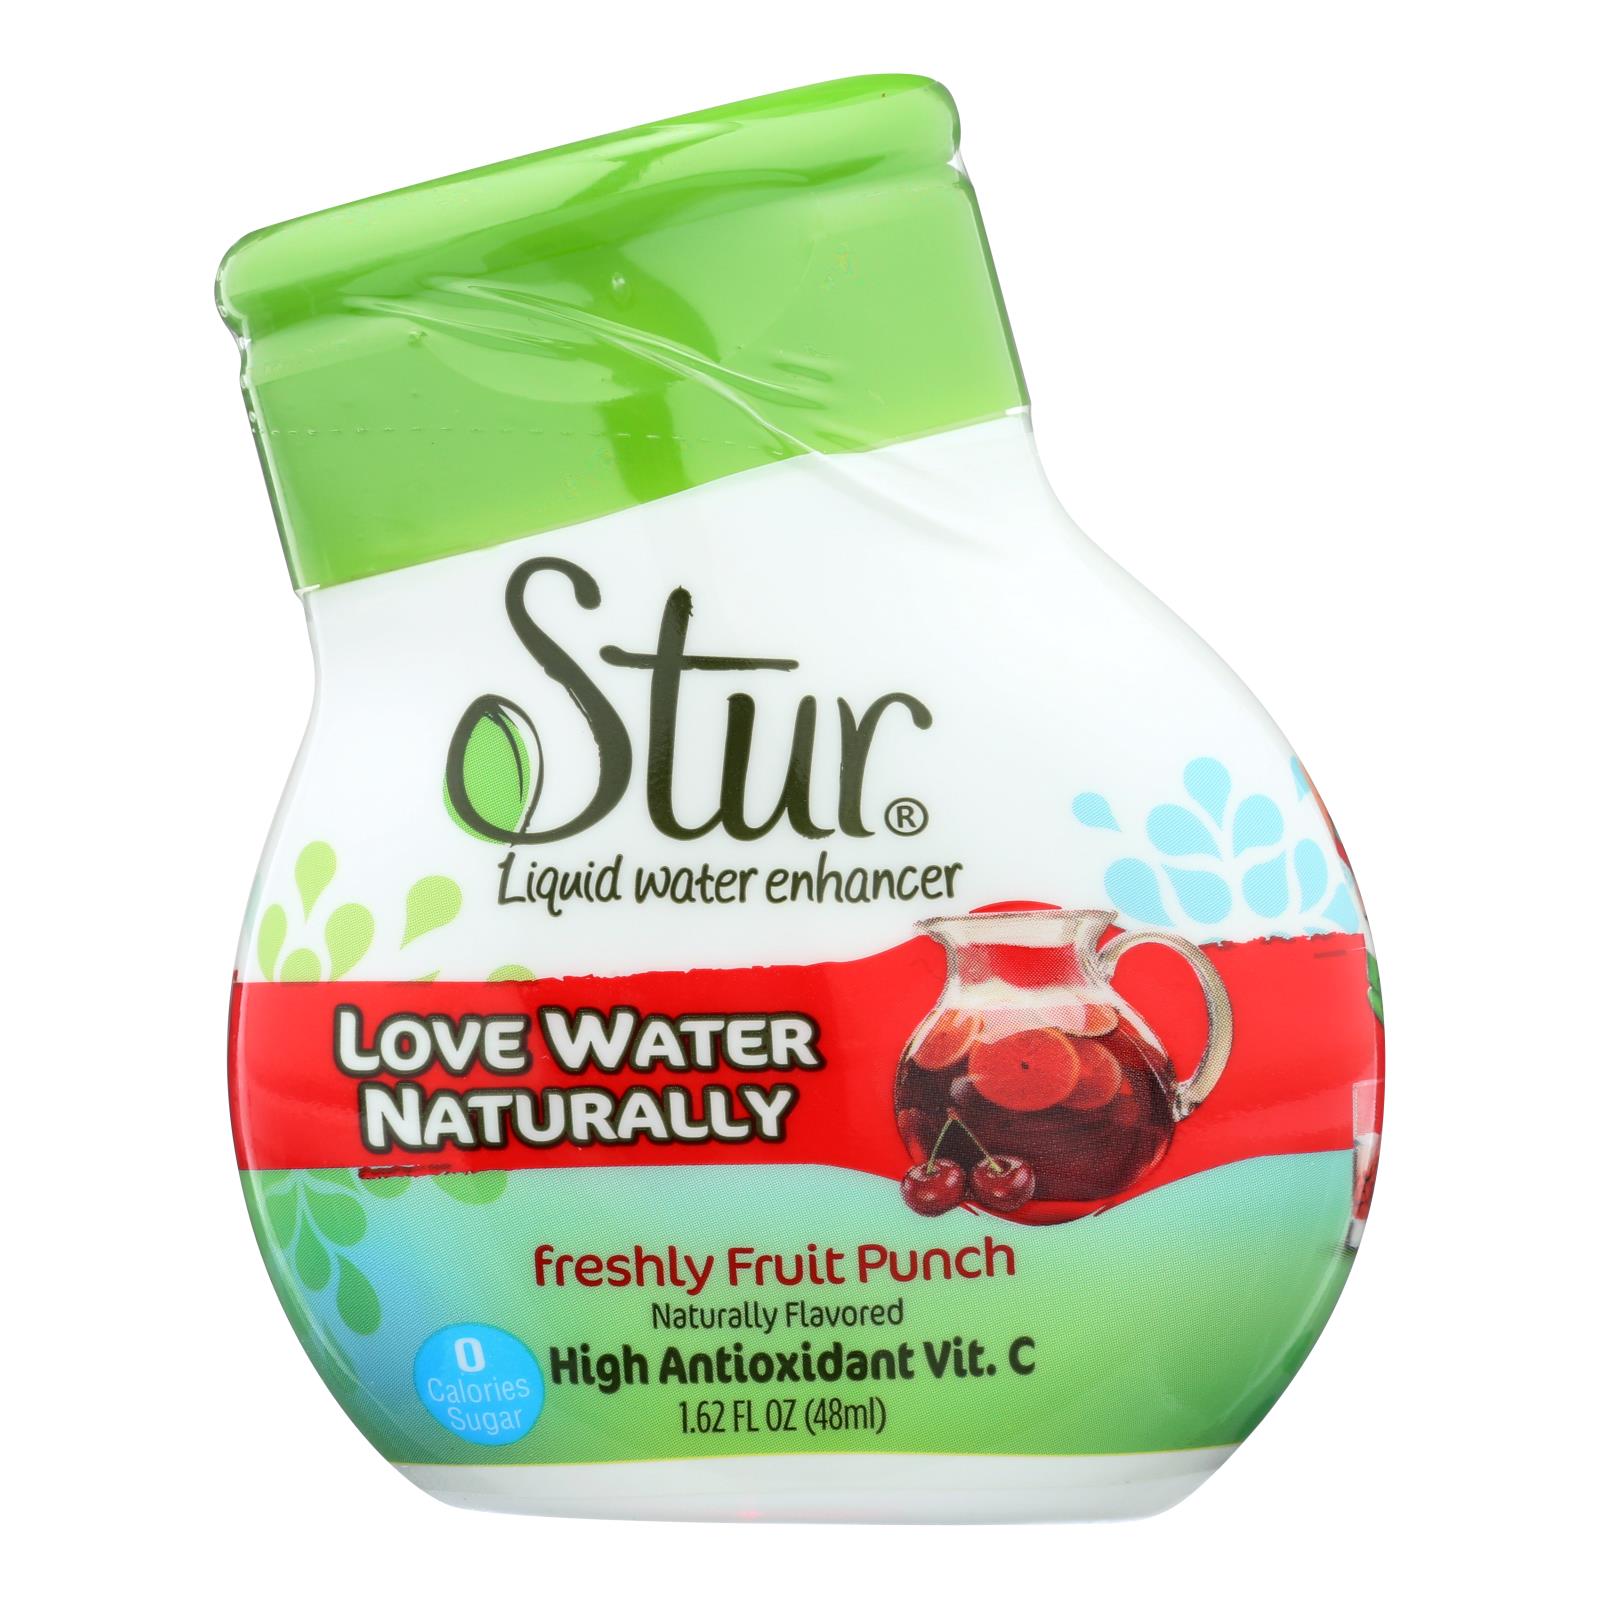 Stur®
Liquid water enhancer
LOVE WATER
NATURALLY
freshly Fruit Punch
Naturally Flavored
0
Calories
Sugar
High Antioxidant Vit. C
1.62 FL OZ (48ml)